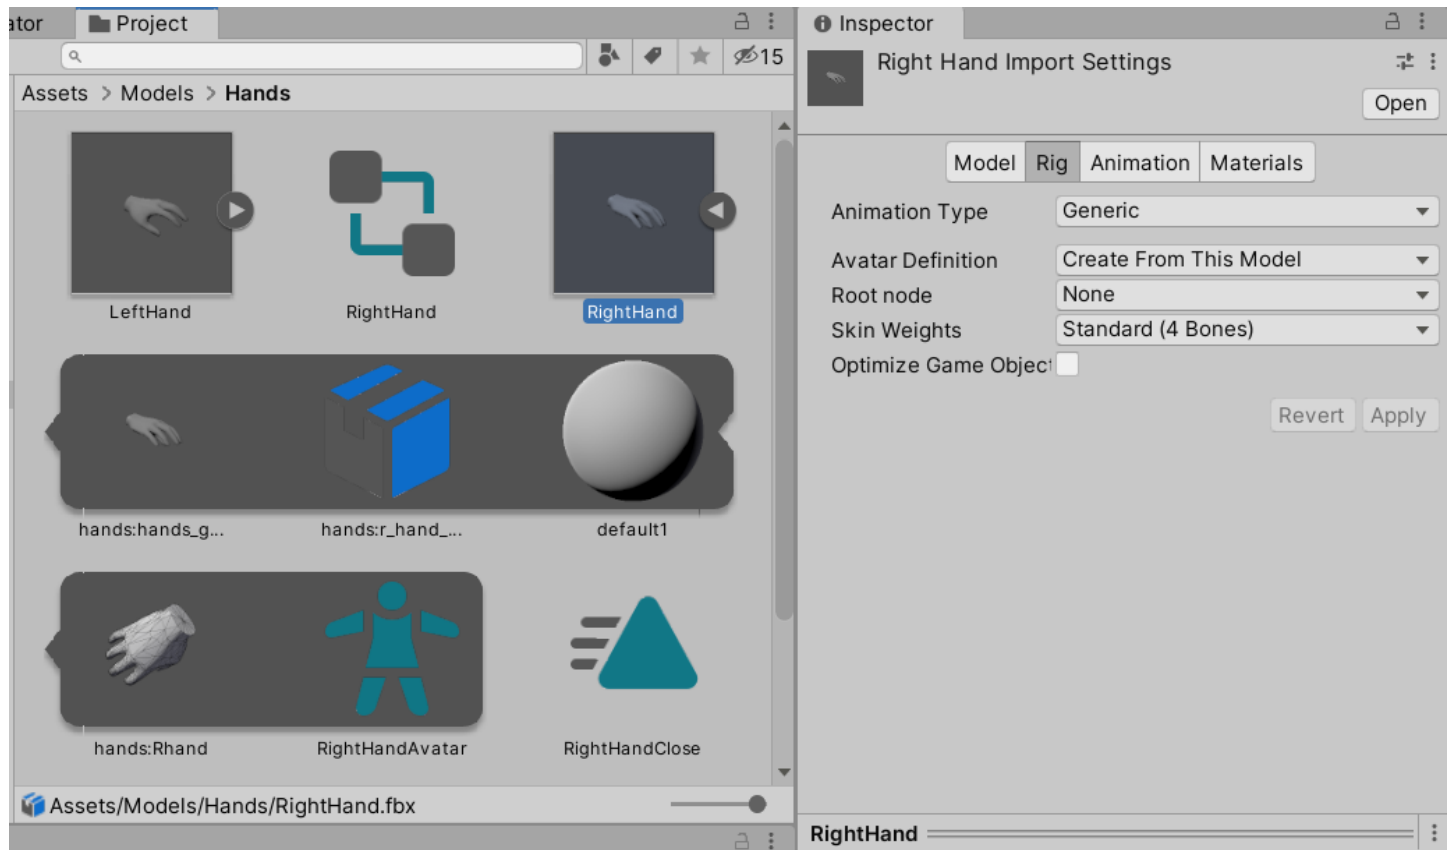 ator
Project
15
Assets > Models > Hands
LeftHand
RightHand
RightHand
hands:hands_g...
hands:r_hand_...
default1
hands:Rhand
RightHandAvatar
RightHandClose
Assets/Models/Hands/RightHand.fbx
Inspector
Right Hand Import Settings
Open
Model Rig Animation Materials
Animation Type Generic
Avatar Definition Create From This Model
Root node None
Skin Weights Standard (4 Bones)
Optimize Game Object
Revert Apply
RightHand